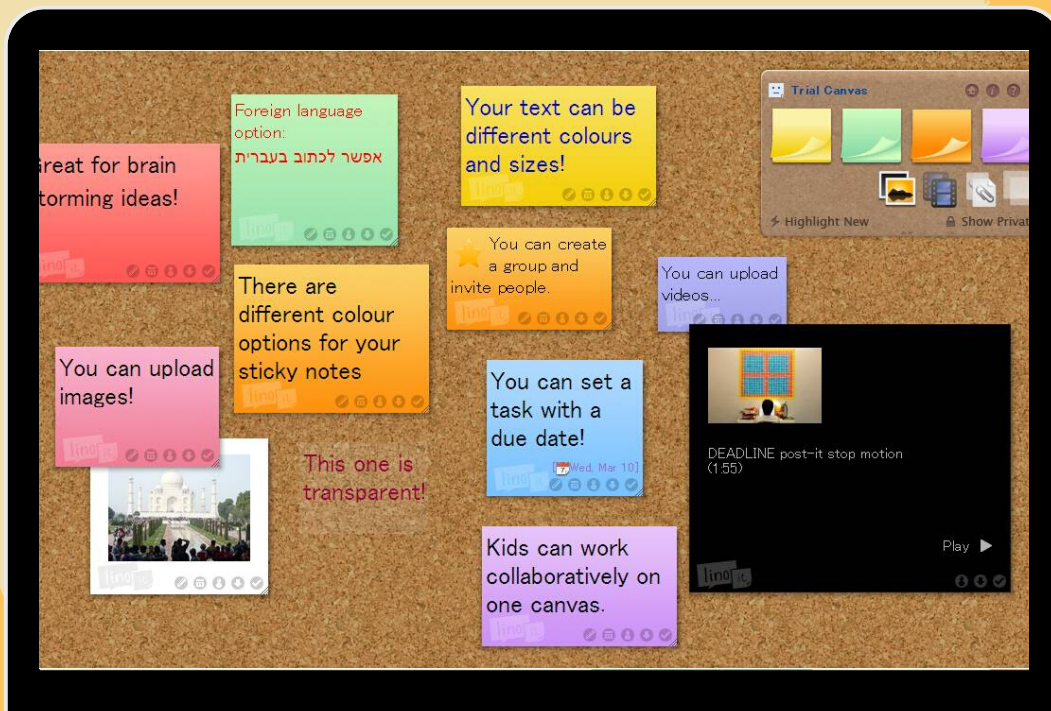 reat for brain
torming ideas!
Foreign language
option:
אפשר לכתוב בעברית
Your text can be
different colours
and sizes!
Trial Canvas
Highlight New
Show Privat
You can create
a group and
invite people.
You can upload
videos...
There are
different colour
options for your
sticky notes
You can upload
images!
This one is
transparent!
You can set a
task with a
due date!
[Wed, Mar 10]
DEADLINE post-it stop motion
(1:55)
Play
Kids can work
collaboratively on
one canvas.
lino it